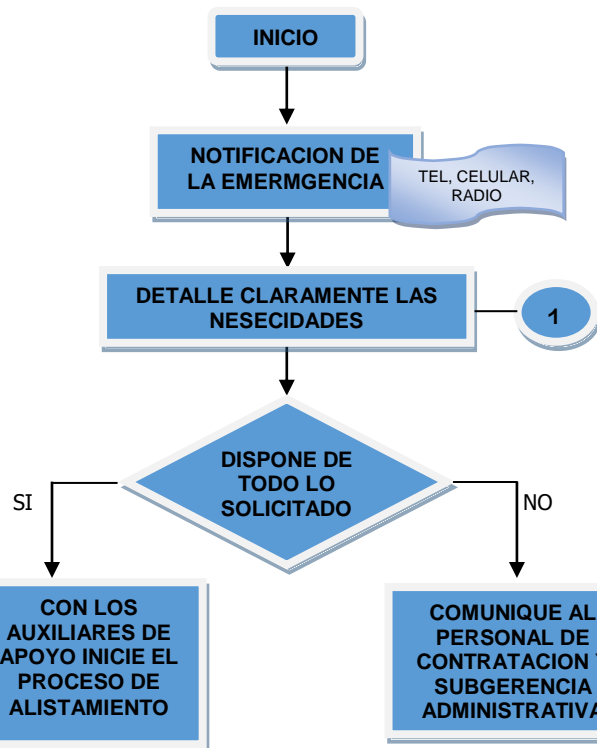 INICIO
NOTIFICACION DE
LA EMERMGENCIA
TEL, CELULAR,
RADIO
DETALLE CLARAMENTE LAS
NESECIDADES
1
DISPONE DE
TODO LO
SOLICITADO
SI
NO
CON LOS
AUXILIARES DE
APOYO INICIE EL
PROCESO DE
ALISTAMIENTO
COMUNIQUE AL
PERSONAL DE
CONTRATACION Y
SUBGERENCIA
ADMINISTRATIVA